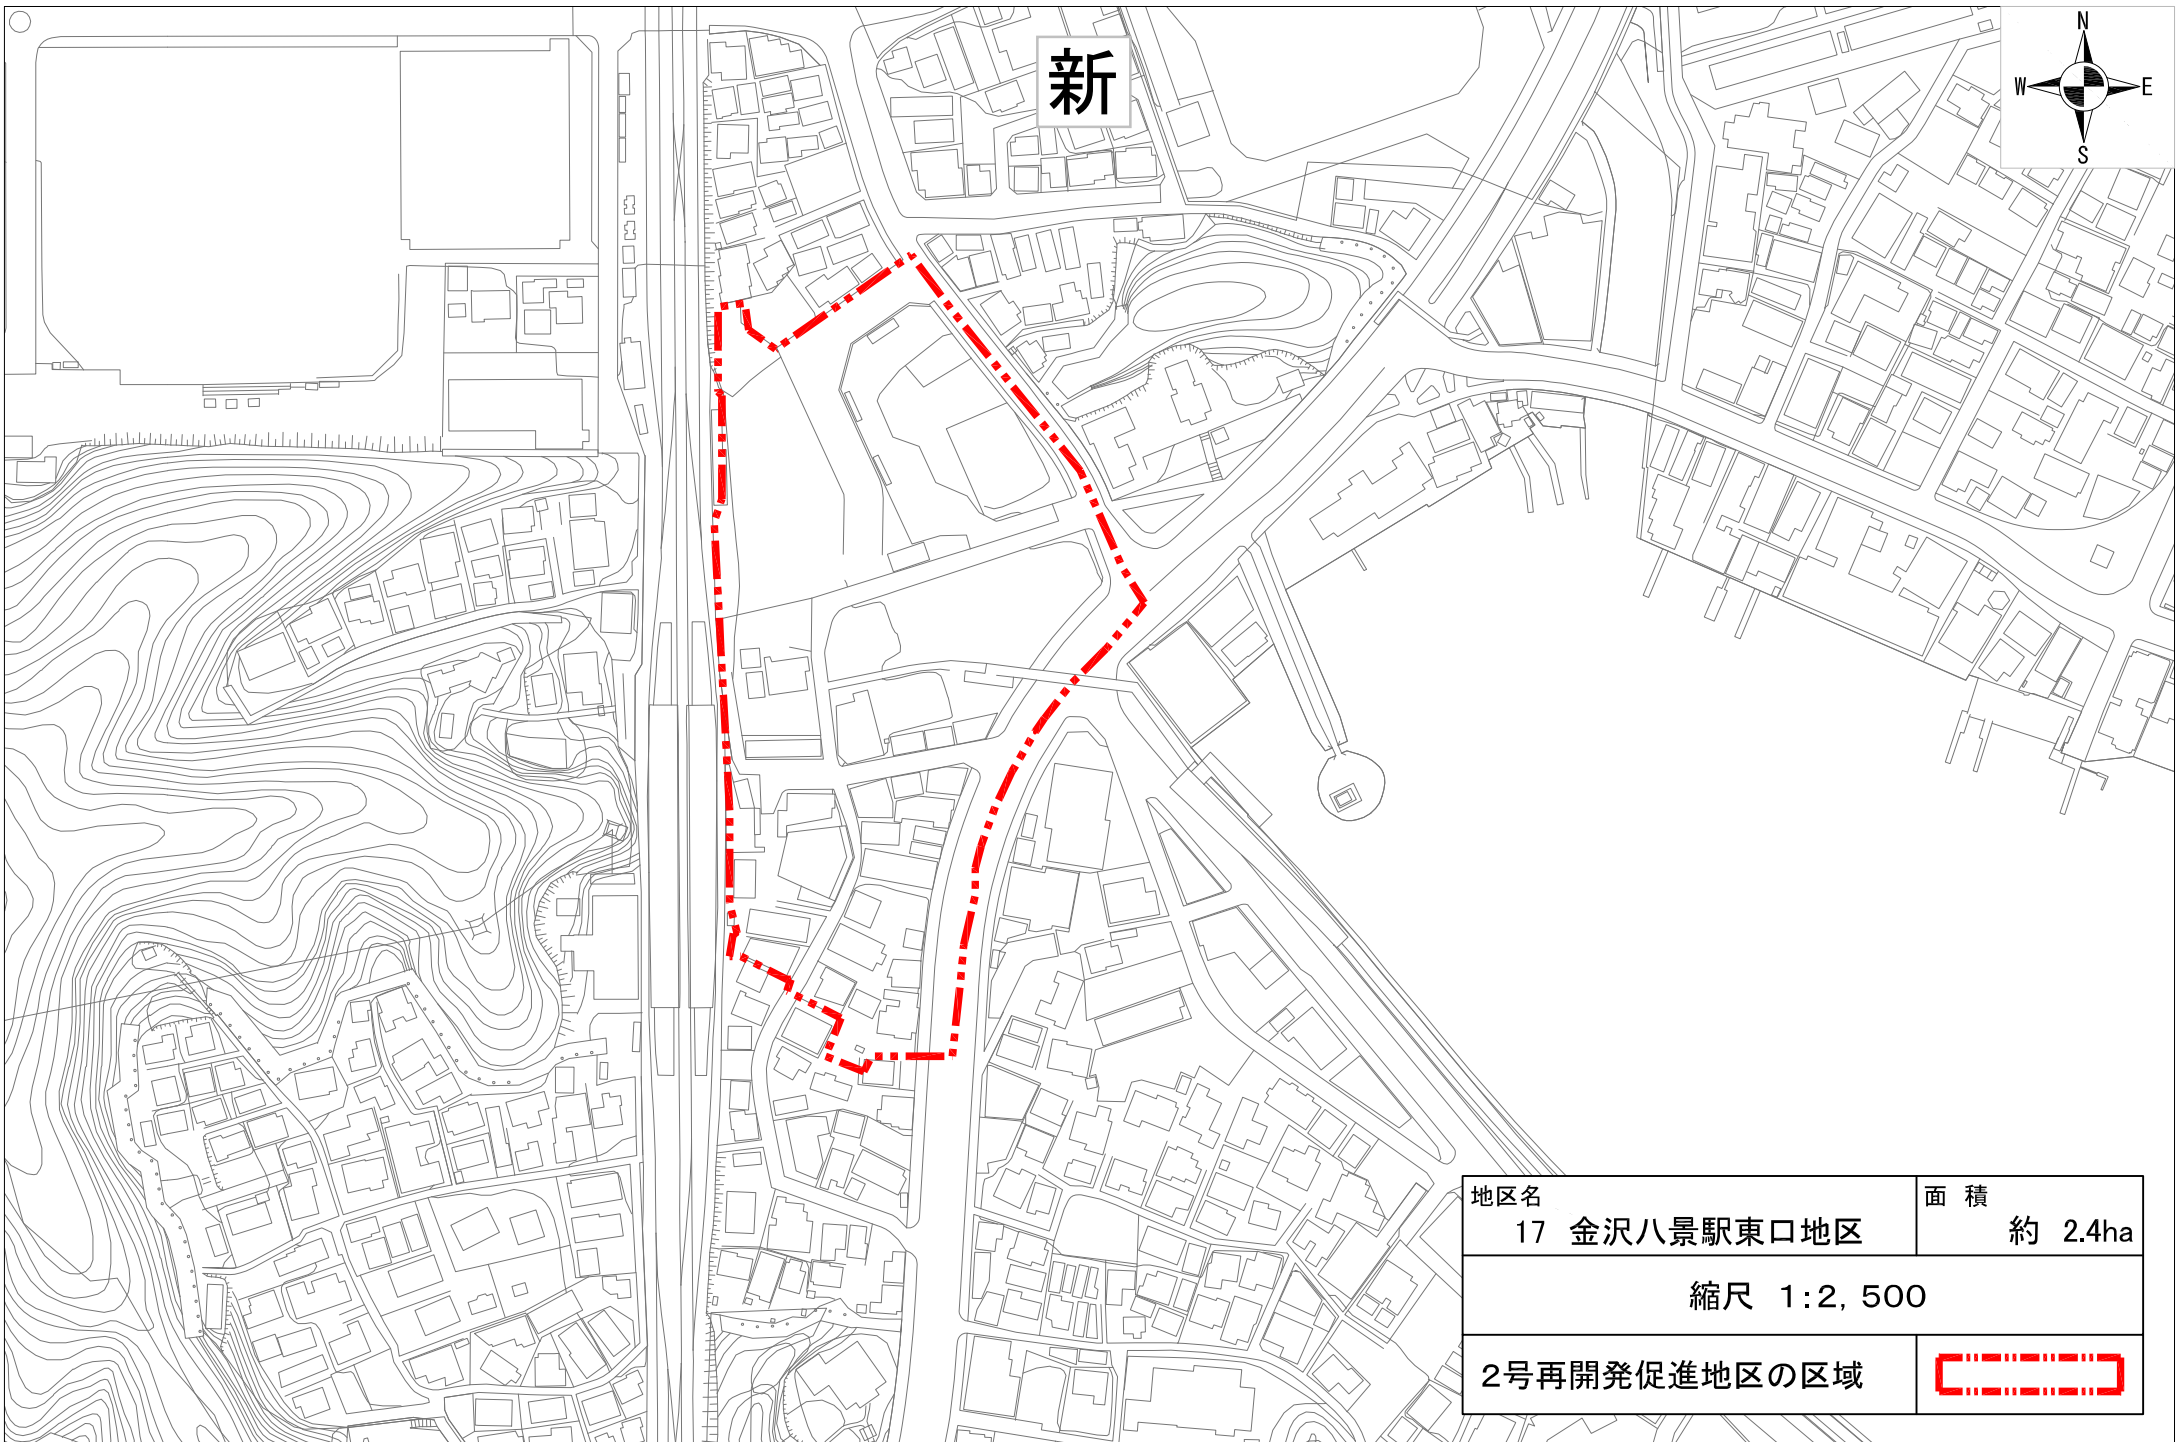 新
N
W E
S
地区名
17 金沢八景駅東口地区
面 積
約 2.4ha
縮尺 1:2,500
2号再開発促進地区の区域